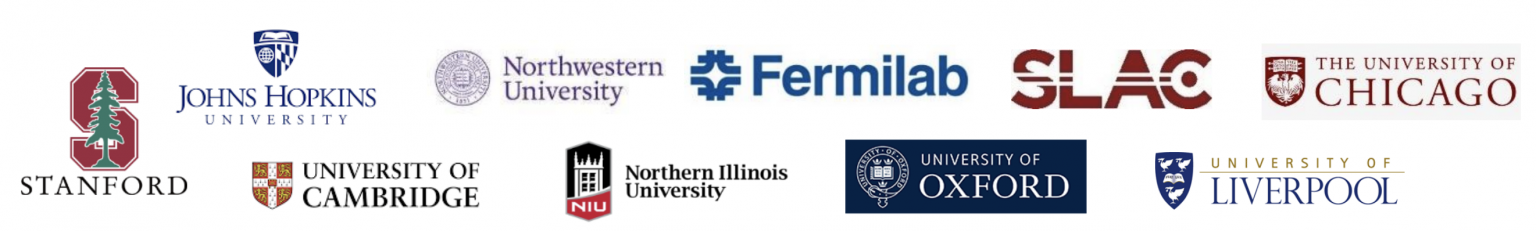 STANFORD
JOHNS HOPKINS
UNIVERSITY
Northwestern
University
Fermilab
SLAC
THE UNIVERSITY OF
CHICAGO
UNIVERSITY OF
CAMBRIDGE
NIU
Northern Illinois
University
UNIVERSITY OF
OXFORD
UNIVERSITY OF
LIVERPOOL